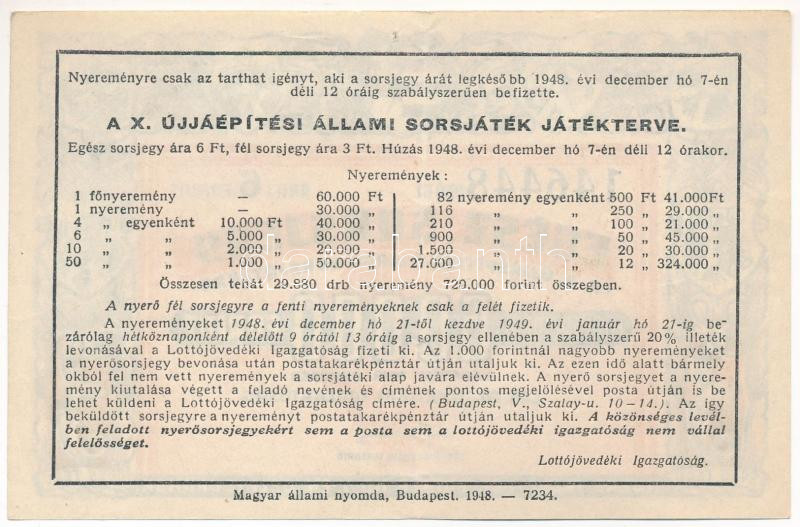 Nyereményre csak az tarthat igényt, aki a sorsjegy árát legkésőbb 1948. évi december hó 7-én
déli 12 óráig szabályszerűen befizette.
A X. ÚJJÁÉPÍTÉSI ÁLLAMI SORSJÁTÉK JÁTÉKTERVE.
Egész sorsjegy ára 6 Ft, fél sorsjegy ára 3 Ft. Húzás 1948. évi december hó 7-én déli 12 órakor.
Nyeremények :
1 főnyeremény — 60.000 Ft
1 nyeremény — 30.000 „
4 „ egyenként 10.000 Ft 40.000 „
6 „ „ 5.000 „ 30.000 „
10 „ „ 2.000 „ 20.000 „
50 „ „ 1.000 „ 50.000 „
82 nyeremény egyenként 500 Ft 41.000 Ft
116 „ „ 250 „ 29.000 „
210 „ „ 100 „ 21.000 „
900 „ „ 50 „ 45.000 „
1.500 „ „ 20 „ 30.000 „
27.000 „ „ 12 „ 324.000 „
Összesen tehát 29.880 drb nyeremény 720.000 forint összegben.
A nyerő fél sorsjegyre a fenti nyereményeknek csak a felét fizetik.
A nyereményeket 1948. évi december hó 21-től kezdve 1949. évi január hó 21-ig be-
zárólag hétköznaponként délelőtt 9 órától 13 óráig a sorsjegy ellenében a szabályszerű 20% illeték
levonásával a Lottójövedéki Igazgatóság fizeti ki. Az 1.000 forintnál nagyobb nyereményeket
a nyerősorsjegy bevonása után postatakarékpénztár útján utaljuk ki. Az ezen idő alatt bármely
okból fel nem vett nyeremények a sorsjátéki alap javára elévülnek. A nyerő sorsjegyet a nyere-
mény kiutalása végett a feladó nevének és címének pontos megjelölésével posta útján is be
lehet küldeni a Lottójövedéki Igazgatóság címére. (Budapest, V., Szalay-u. 10–14.). Az így
beküldött sorsjegyre a nyereményt postatakarékpénztár útján utaljuk ki. A közönséges levél-
ben feladott nyerősorsjegyekért sem a posta sem a lottójövedéki igazgatóság nem vállal
felelősséget.
Lottójövedéki Igazgatóság.
Magyar állami nyomda, Budapest. 1948. — 7234.